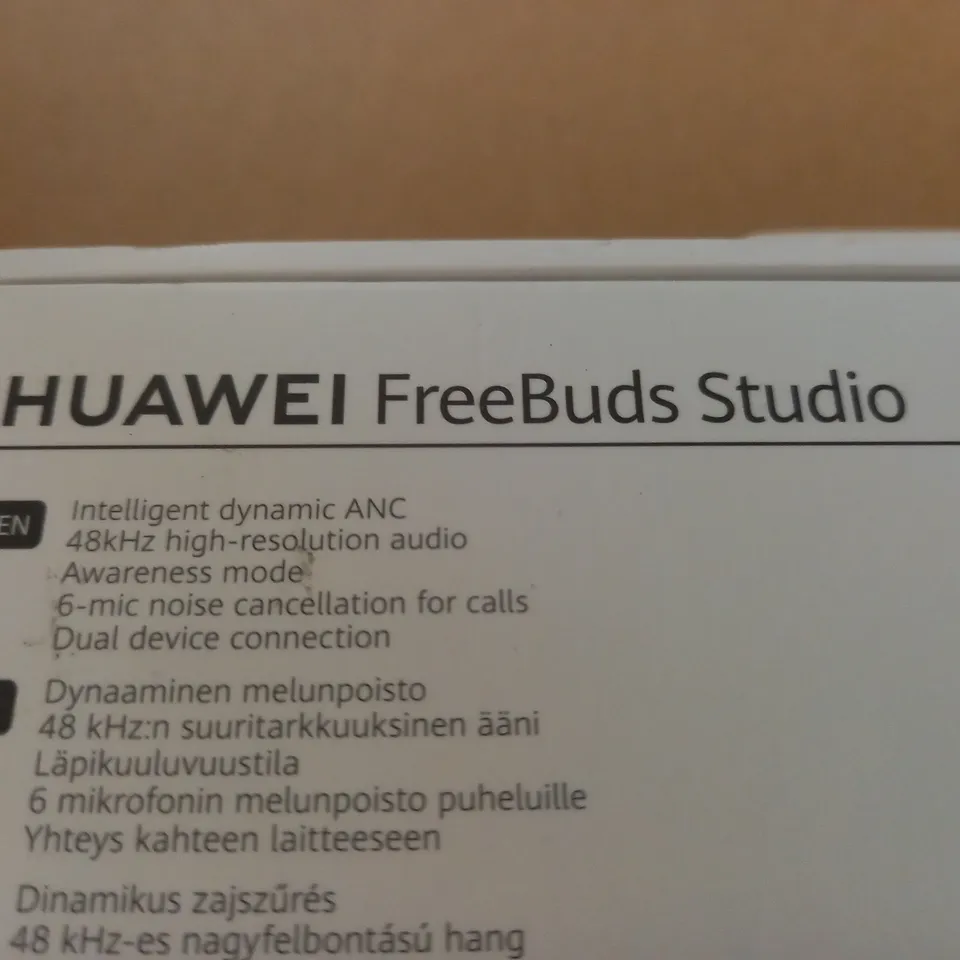 HUAWEI FreeBuds Studio
EN
Intelligent dynamic ANC
48kHz high-resolution audio
Awareness mode
6-mic noise cancellation for calls
Dual device connection
Dynaaminen melunpoisto
48 kHz:n suuritarkkuuksinen ääni
Läpikuuluvuustila
6 mikrofonin melunpoisto puheluille
Yhteys kahteen laitteeseen
Dinamikus zajszűrés
48 kHz-es nagyfelbontású hang